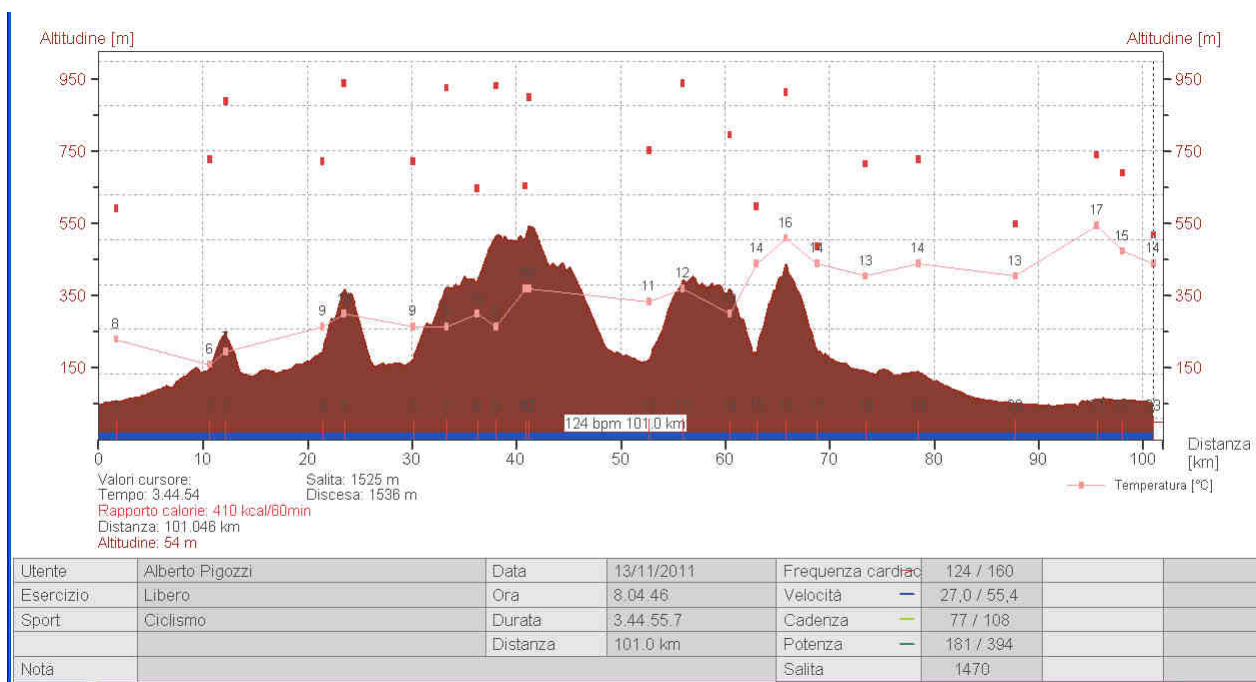 Altitudine [m] Altitudine [m]
950 950
750 750
550 550
350 350
150 150
8 6 9 9 11 12 14 16 14 13 14 13 17 15 14
124 bpm 101.0 km
0 10 20 30 40 50 60 70 80 90 100
Distanza
[km]
Temperatura [°C]
Valori cursore: Salita: 1525 m
Tempo: 3.44.54 Discesa: 1536 m
Rapporto calorie: 410 kcal/60min
Distanza: 101.046 km
Altitudine: 54 m
Utente Alberto Pigozzi Data 13/11/2011 Frequenza cardiac 124 / 160
Esercizio Libero Ora 8.04.46 Velocità 27,0 / 55,4
Sport Ciclismo Durata 3.44.55.7 Cadenza 77 / 108
Distanza 101.0 km Potenza 181 / 394
Nota Salita 1470